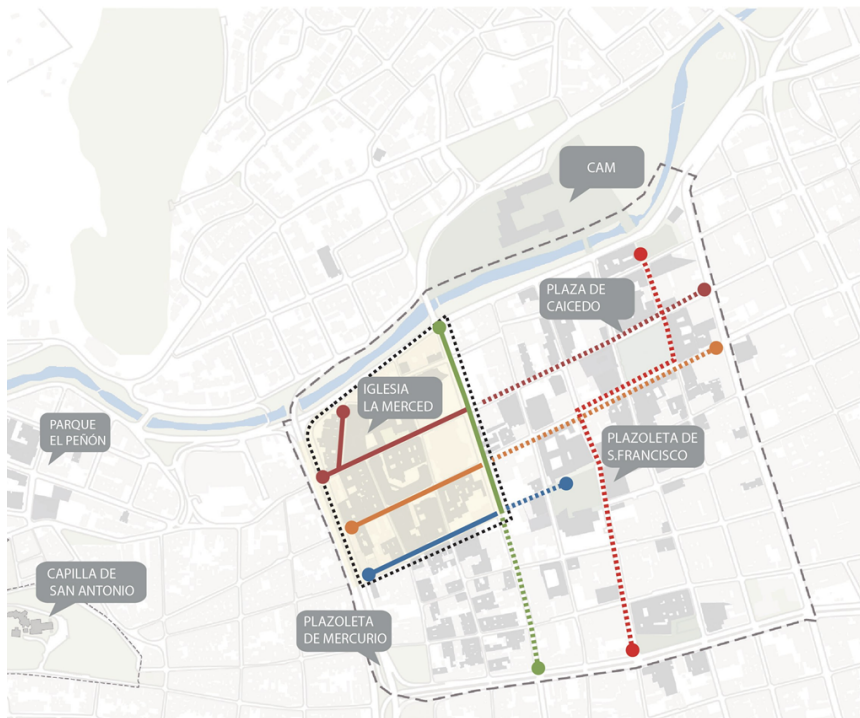 CAM
PLAZA DE
CAICEDO
IGLESIA
LA MERCED
PARQUE
EL PEÑÓN
PLAZOLETA DE
S.FRANCISCO
CAPILLA DE
SAN ANTONIO
PLAZOLETA
DE MERCURIO